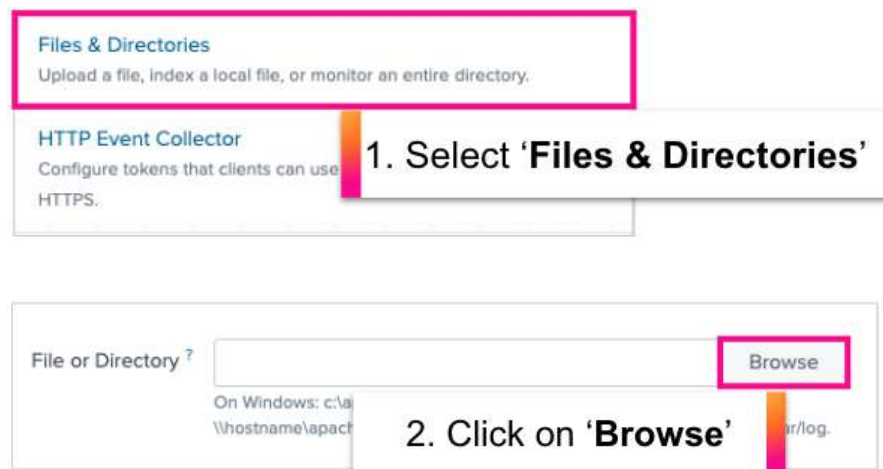 Files & Directories
Upload a file, index a local file, or monitor an entire directory.
HTTP Event Collector
Configure tokens that clients can use
HTTPS.
1. Select ‘Files & Directories’
File or Directory ?
Browse
On Windows: c:\a
\\hostname\apach
r/log.
2. Click on ‘Browse’